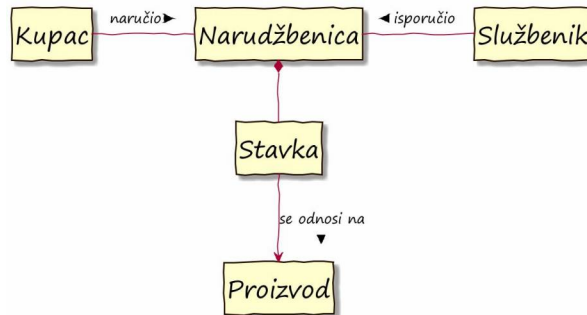 naručio►
◄isporučio
Kupac
Narudžbenica
Službenik
Stavka
se odnosi na
▼
Proizvod